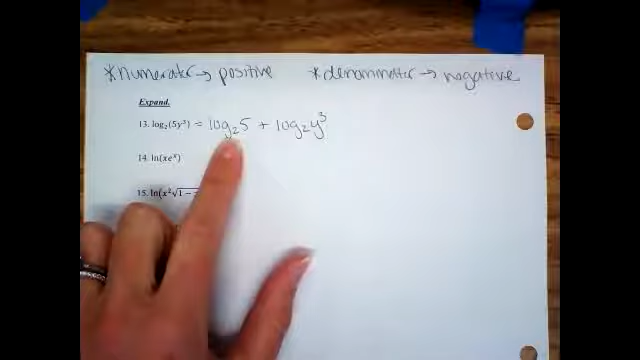 *numerator → positive *denominator → negative
Expand.
13. log₂(5y³) = log₂5 + log₂y³
14. ln(xeˣ)
15. ln(x²√1−